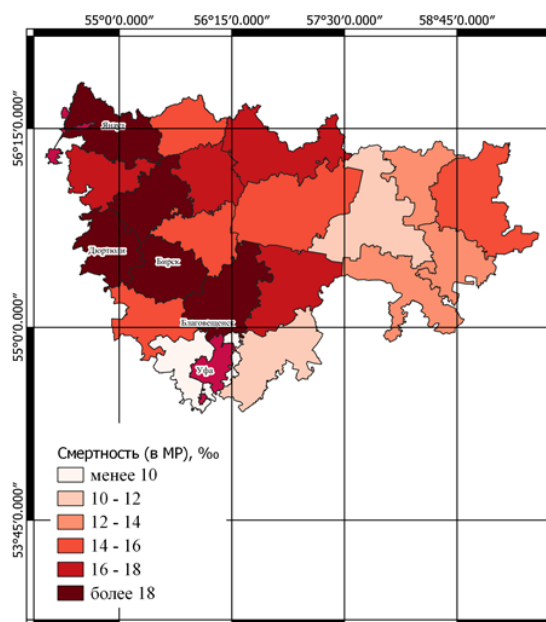 55°0'0.000" 56°15'0.000" 57°30'0.000" 58°45'0.000"
56°15'0.000"
Янаул
Дюртюли
Бирск
55°0'0.000"
Благовещенск
Уфа
53°45'0.000"
Смертность (в МР), ‰
менее 10
10 - 12
12 - 14
14 - 16
16 - 18
более 18